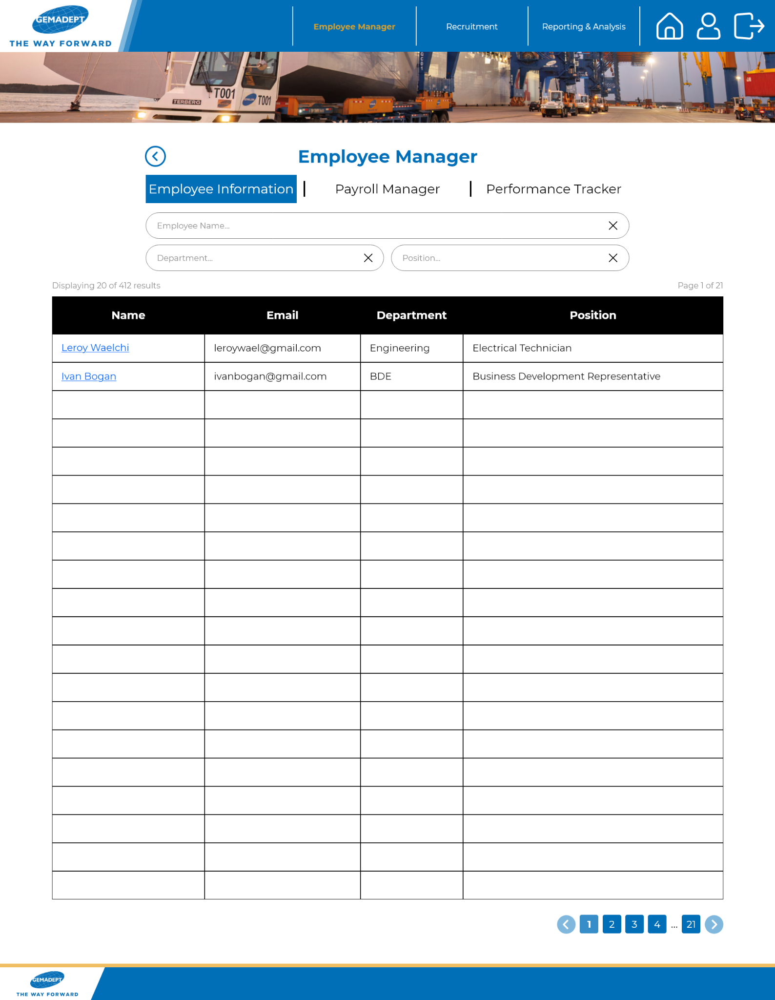 GEMADEPT
THE WAY FORWARD
Employee Manager
Recruitment
Reporting & Analysis
QC01
T001
T001
TERBERG
Employee Manager
Employee Information
Payroll Manager
Performance Tracker
Employee Name...
Department...
Position...
Displaying 20 of 412 results
Page 1 of 21
Name Email Department Position
Leroy Waelchi leroywael@gmail.com Engineering Electrical Technician
Ivan Bogan ivanbogan@gmail.com BDE Business Development Representative
1 2 3 4 ... 21
GEMADEPT
THE WAY FORWARD